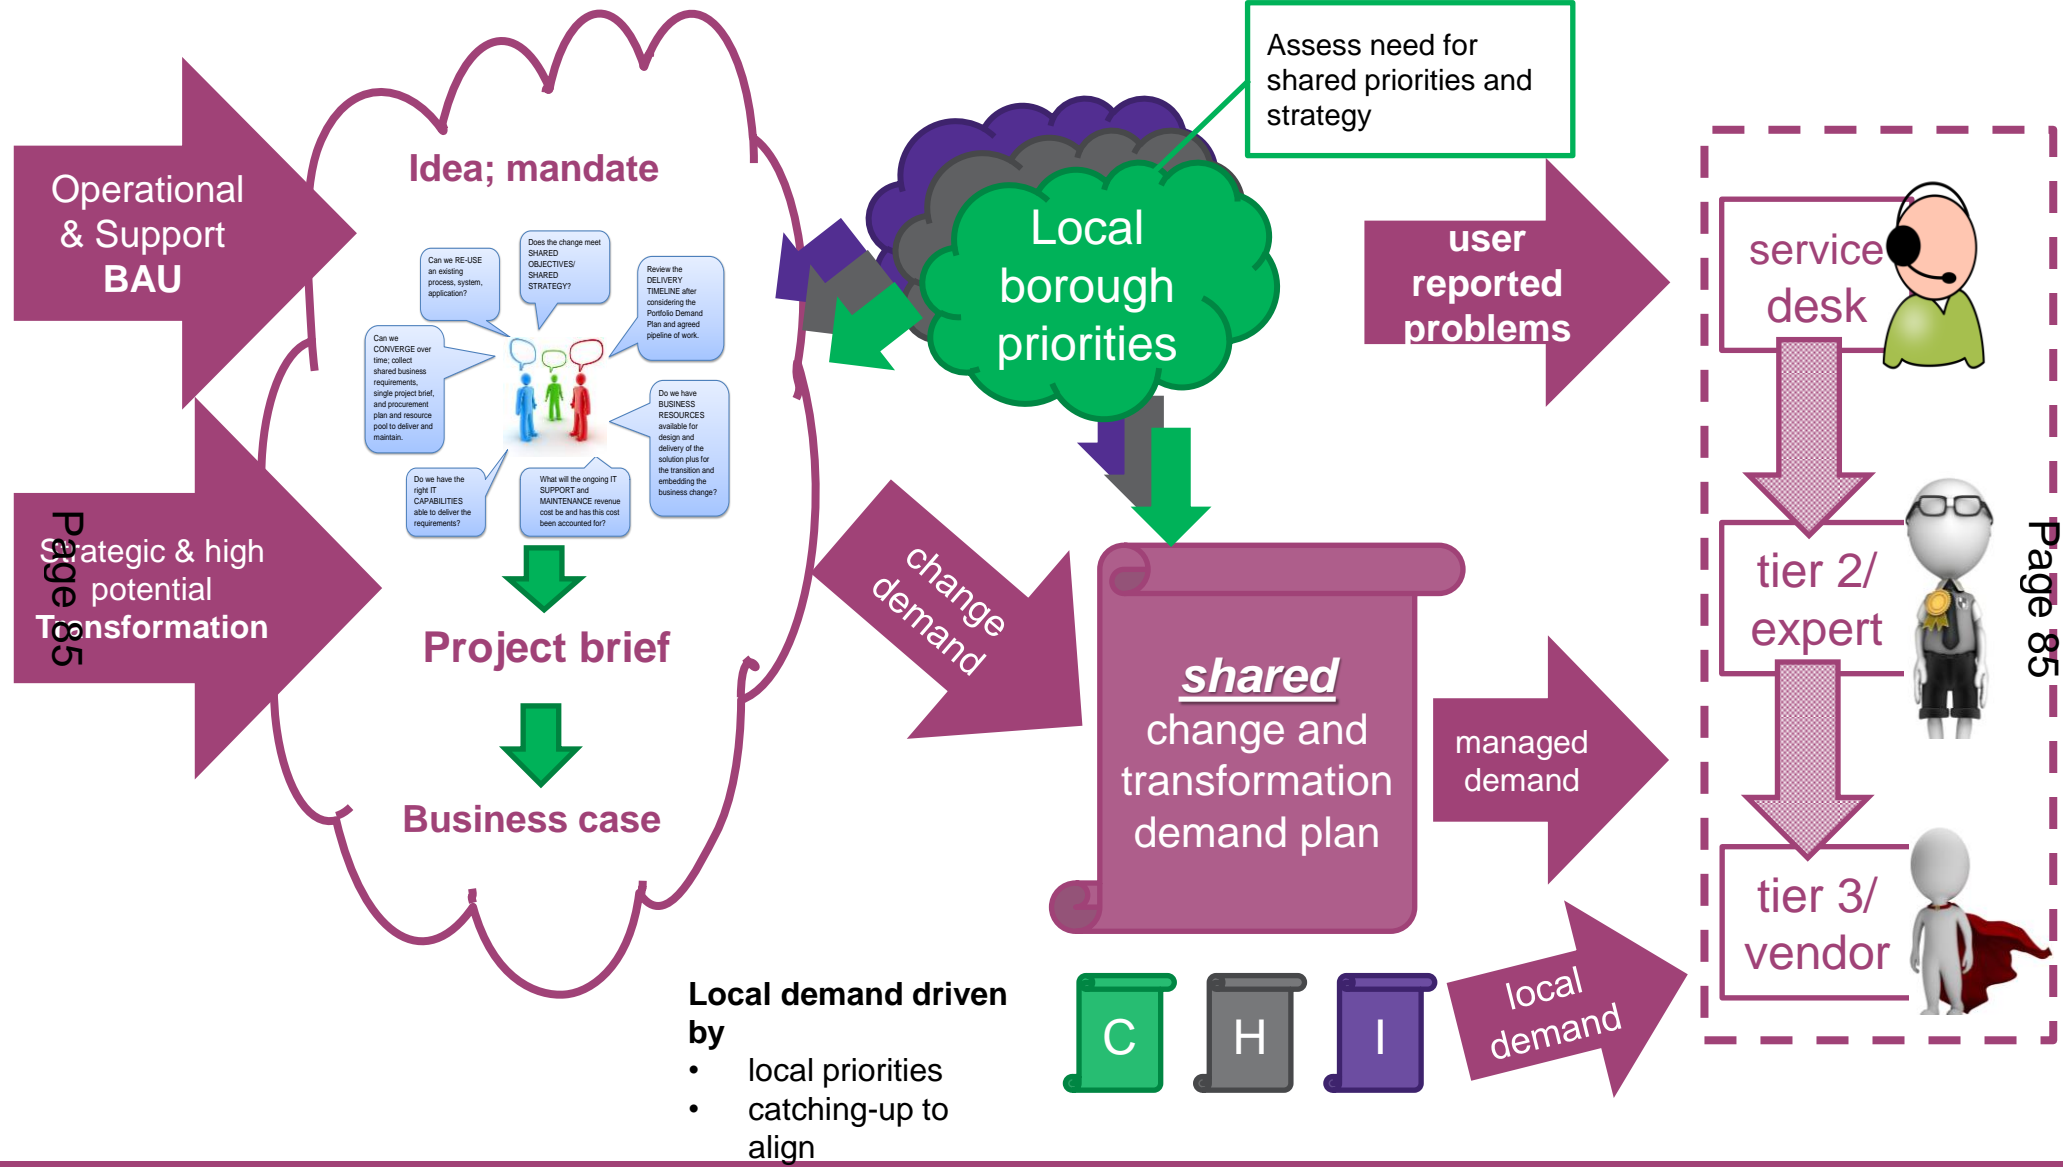 Operational
& Support
BAU
Strategic & high
potential
Transformation
Page 85
Idea; mandate
Can we RE-USE
an existing
process, system,
application?
Does the change meet
SHARED
OBJECTIVES/
SHARED
STRATEGY?
Review the
DELIVERY
TIMELINE after
considering the
Portfolio Demand
Plan and agreed
pipeline of work.
Can we
CONVERGE over
time; collect
shared business
requirements,
single project brief,
and procurement
plan and resource
pool to deliver and
maintain.
Do we have
BUSINESS
RESOURCES
available for
design and
delivery of the
solution plus for
the transition and
embedding the
business change?
Do we have the
right IT
CAPABILITIES
able to deliver the
requirements?
What will the ongoing IT
SUPPORT and
MAINTENANCE revenue
cost be and has this cost
been accounted for?
Project brief
Business case
Local
borough
priorities
Assess need for
shared priorities and
strategy
change
demand
shared
change and
transformation
demand plan
user
reported
problems
managed
demand
local
demand
C
H
I
Local demand driven
by
• local priorities
• catching-up to
align
service
desk
tier 2/
expert
tier 3/
vendor
Page 85